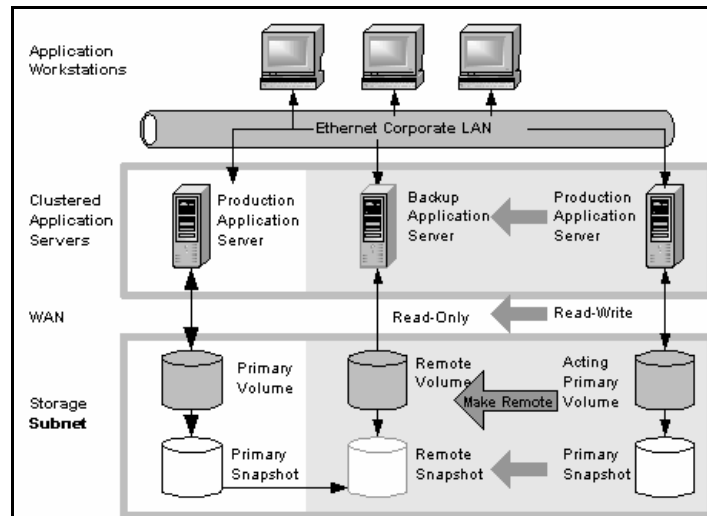 Application
Workstations
Ethernet Corporate LAN
Clustered
Application
Servers
Production
Application
Server
Backup
Application
Server
Production
Application
Server
WAN
Read-Only
Read-Write
Primary
Volume
Remote
Volume
Acting
Primary
Volume
Make Remote
Storage
Subnet
Primary
Snapshot
Remote
Snapshot
Primary
Snapshot